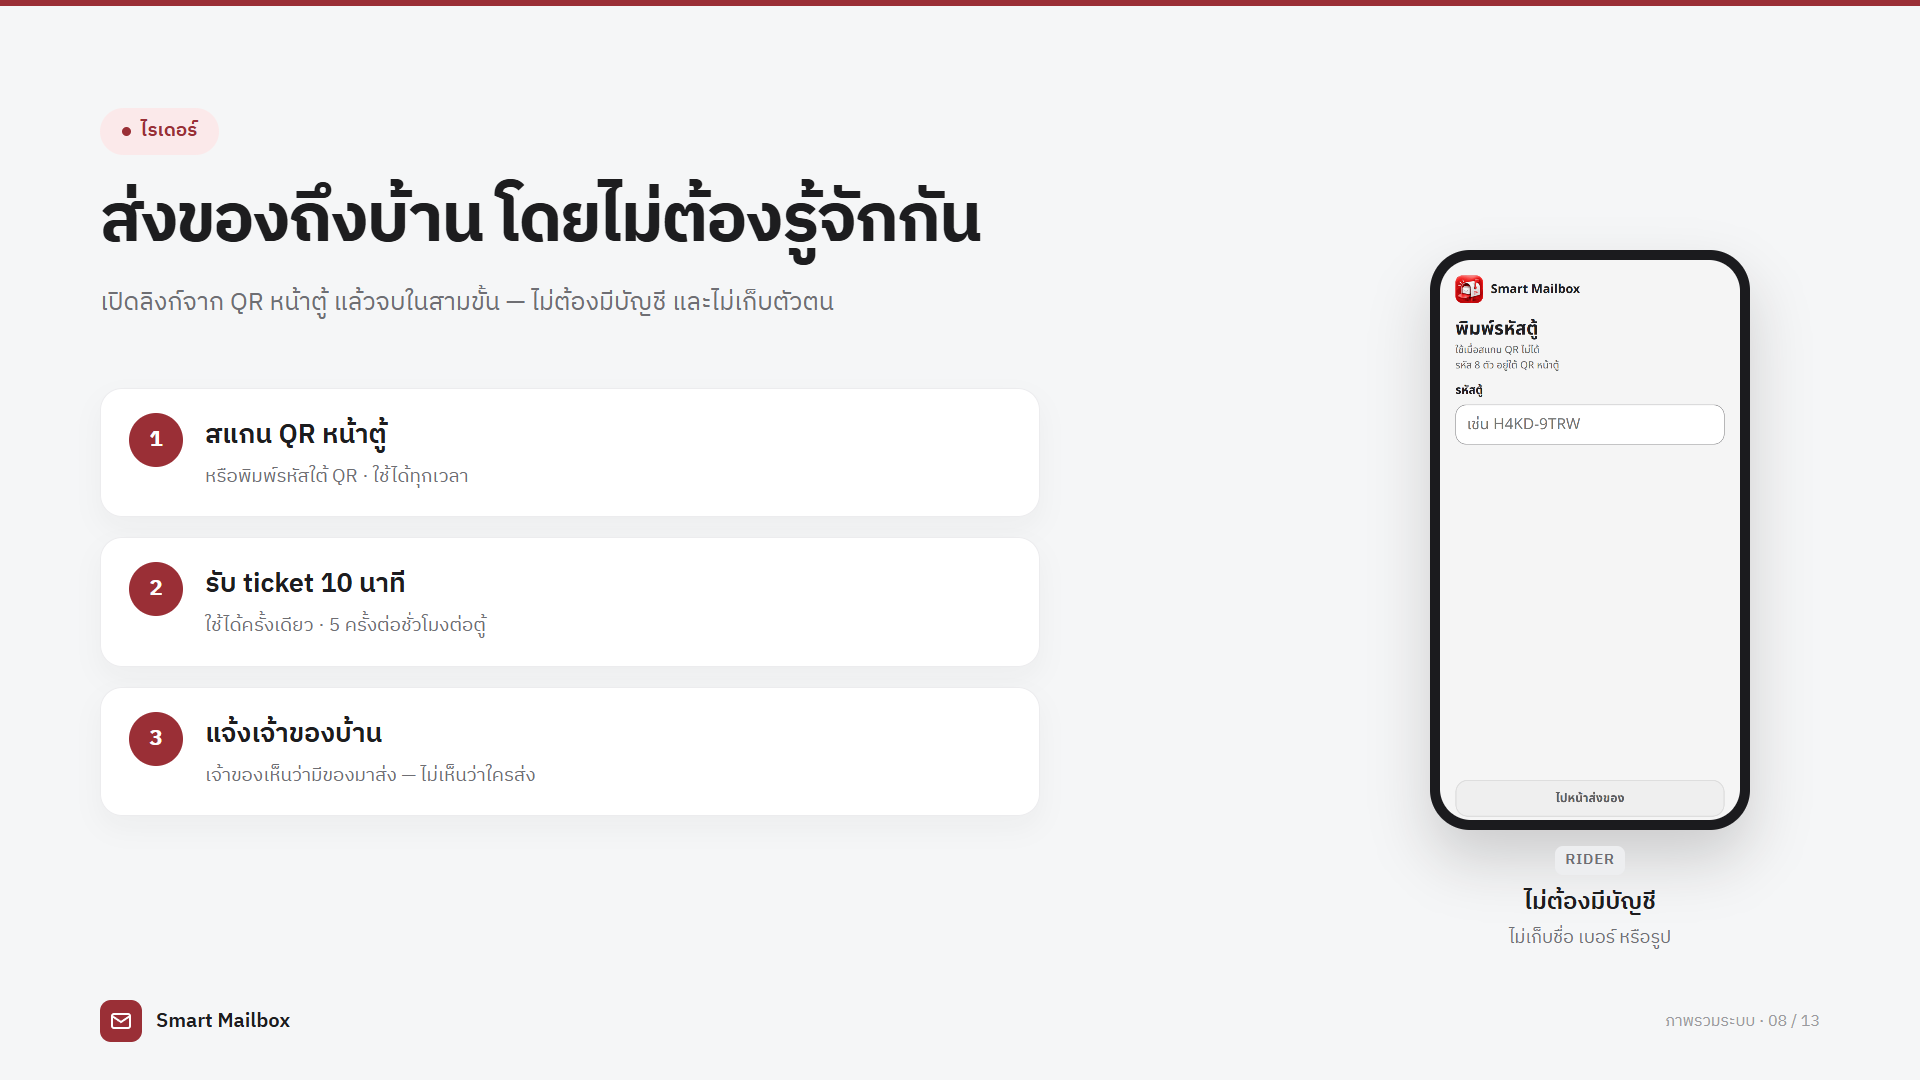 ไรเดอร์
ส่งของถึงบ้าน โดยไม่ต้องรู้จักกัน
เปิดลิงก์จาก QR หน้าตู้ แล้วจบในสามขั้น — ไม่ต้องมีบัญชี และไม่เก็บตัวตน
1
สแกน QR หน้าตู้
หรือพิมพ์รหัสใต้ QR · ใช้ได้ทุกเวลา
2
รับ ticket 10 นาที
ใช้ได้ครั้งเดียว · 5 ครั้งต่อชั่วโมงต่อตู้
3
แจ้งเจ้าของบ้าน
เจ้าของเห็นว่ามีของมาส่ง — ไม่เห็นว่าใครส่ง
Smart Mailbox
พิมพ์รหัสตู้
ใช้เมื่อสแกน QR ไม่ได้
รหัส 8 ตัว อยู่ใต้ QR หน้าตู้
รหัสตู้
เช่น H4KD-9TRW
ไปหน้าส่งของ
RIDER
ไม่ต้องมีบัญชี
ไม่เก็บชื่อ เบอร์ หรือรูป
Smart Mailbox
ภาพรวมระบบ · 08 / 13